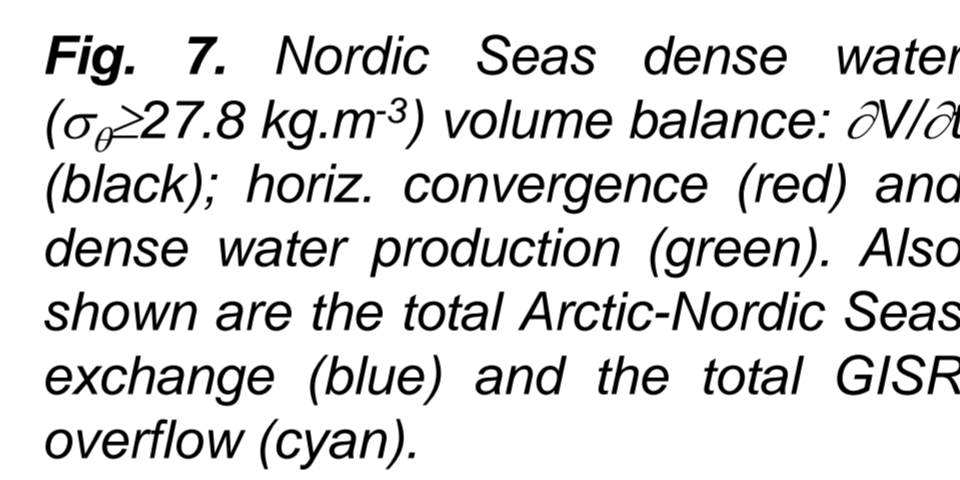 Fig. 7. Nordic Seas dense water
(σθ≥27.8 kg.m-3) volume balance: ∂V/∂t
(black); horiz. convergence (red) and
dense water production (green). Also
shown are the total Arctic-Nordic Seas
exchange (blue) and the total GISR
overflow (cyan).